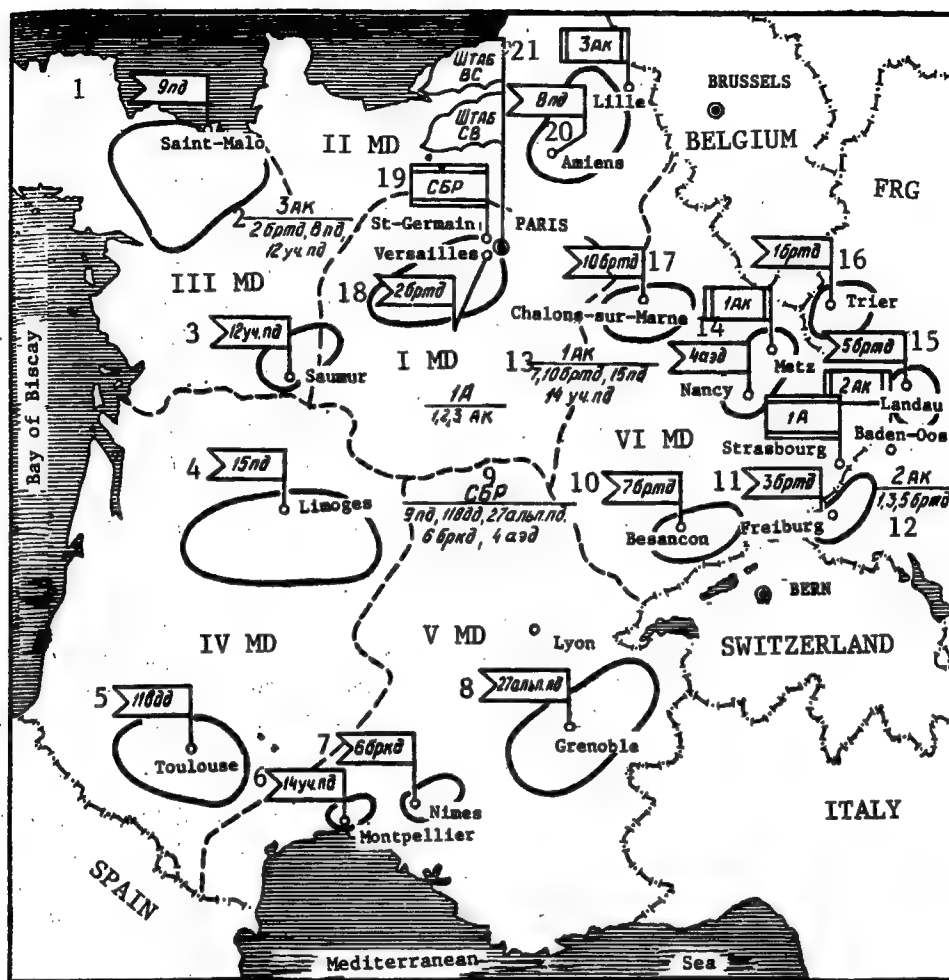 1
9пд
Saint-Malo
II MD
21
Штаб
ВС
Штаб
СВ
3АК
Lille
8пд
20
Amiens
BRUSSELS
BELGIUM
FRG
19
СБР
St-Germain
PARIS
Versailles
18
2бртд
2
3АК
2бртд, 8пд,
12уч.пд
III MD
3
12уч.пд
Saumur
I MD
1А
1,2,3 АК
10бртд
17
Chalons-sur-Marne
13
1АК
7,10бртд, 15пд
14 уч.пд
14
1АК
Metz
1бртд
16
Trier
4аэд
Nancy
5бртд
15
2АК
Landau
1А
Baden-Oos
Strasbourg
VI MD
Bay of Biscay
4
15пд
Limoges
9
СБР
9пд, 11ВДД, 27альп.пд,
6бркд, 4аэд
10
7бртд
Besancon
11
3бртд
Freiburg
2АК
1,3,5бртд
12
BERN
SWITZERLAND
IV MD
V MD
Lyon
5
11ВДД
Toulouse
8
27альп.пд
Grenoble
7
6бркд
Nimes
6
14уч.пд
Montpellier
ITALY
SPAIN
Mediterranean
Sea